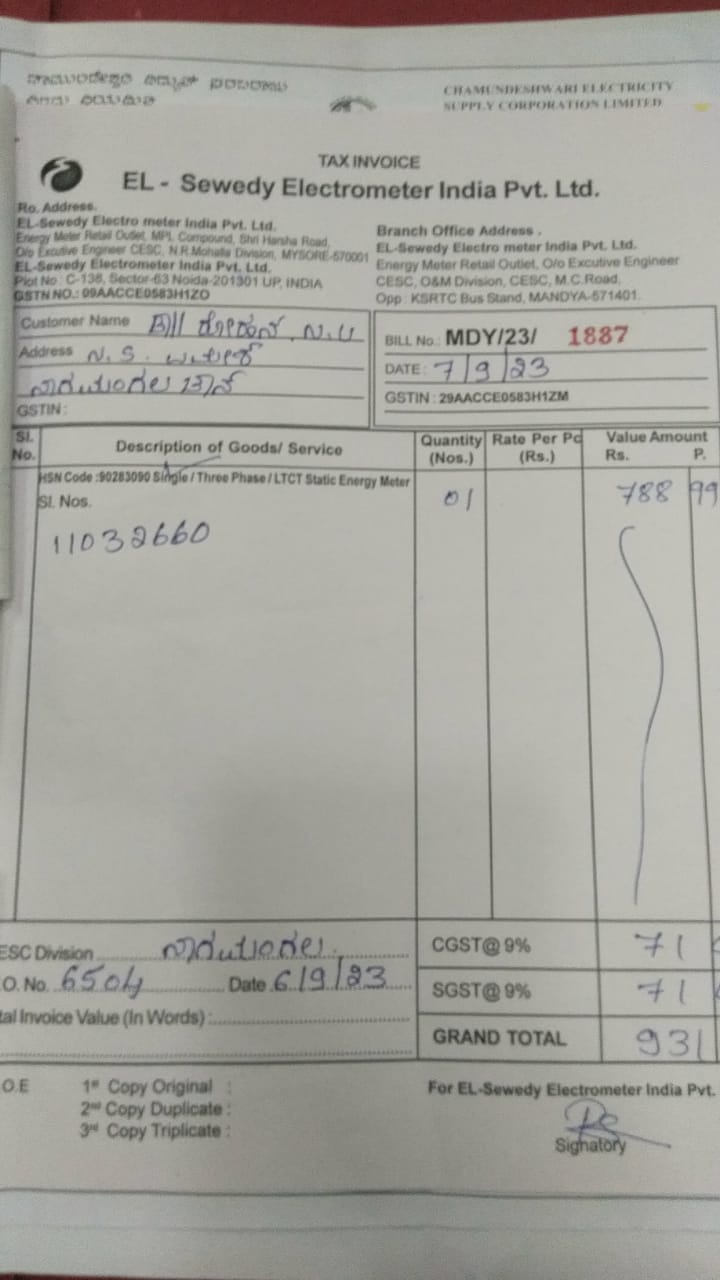 CHAMUNDESHWARI ELECTRICITY
SUPPLY CORPORATION LIMITED
TAX INVOICE
EL - Sewedy Electrometer India Pvt. Ltd.
Ro. Address.
EL-Sewedy Electro meter India Pvt. Ltd.
Energy Meter Retail Outlet, MPL Compound, Shri Harsha Road,
O/o Excutive Engineer CESC, N.R.Mohalla Division, MYSORE-570001
EL-Sewedy Electrometer India Pvt. Ltd.
Plot No : C-138, Sector-63 Noida-201301 UP, INDIA
GSTN NO.: 09AACCE0583H1ZO
Branch Office Address .
EL-Sewedy Electro meter India Pvt. Ltd.
Energy Meter Retail Outlet, O/o Excutive Engineer
CESC, O&M Division, CESC, M.C.Road,
Opp : KSRTC Bus Stand, MANDYA-571401.
Customer Name
Address ಎನ್.ಎಸ್.
ನಾಗಮಂಗಲ
GSTIN :
BILL No.: MDY/23/ 1887
DATE : 7/9/23
GSTIN : 29AACCE0583H1ZM
Sl. No. Description of Goods/ Service Quantity (Nos.) Rate Per Pc (Rs.) Value Amount Rs. P.
HSN Code :90283090 Single / Three Phase / LTCT Static Energy Meter 01 788 99
Sl. Nos.
11032660
ESC Division ನಾಗಮಂಗಲ CGST@ 9% 71
O. No. 6504 Date 6/9/23 SGST@ 9% 71
tal Invoice Value (In Words) :
GRAND TOTAL 931
O.E 1st Copy Original :
2nd Copy Duplicate :
3rd Copy Triplicate :
For EL-Sewedy Electrometer India Pvt.
Signatory